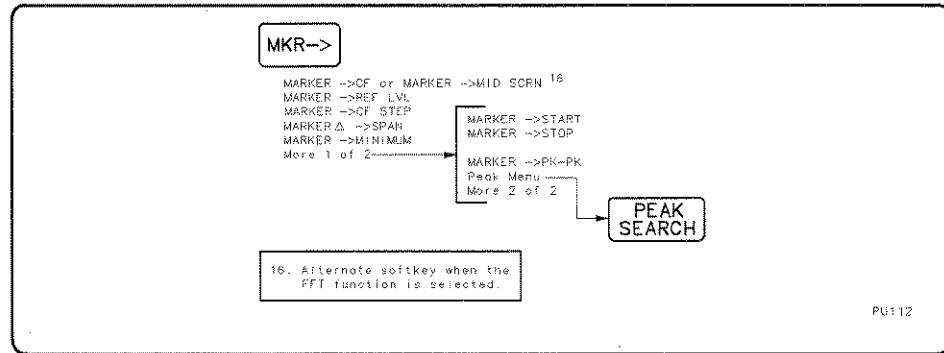 MKR->
MARKER ->CF or MARKER ->MID SCRN 16
MARKER ->REF LVL
MARKER ->CF STEP
MARKER Δ ->SPAN
MARKER ->MINIMUM
More 1 of 2
MARKER ->START
MARKER ->STOP
MARKER ->PK-PK
Peak Menu
More 2 of 2
PEAK
SEARCH
16. Alternate softkey when the
FFT function is selected.
PU112